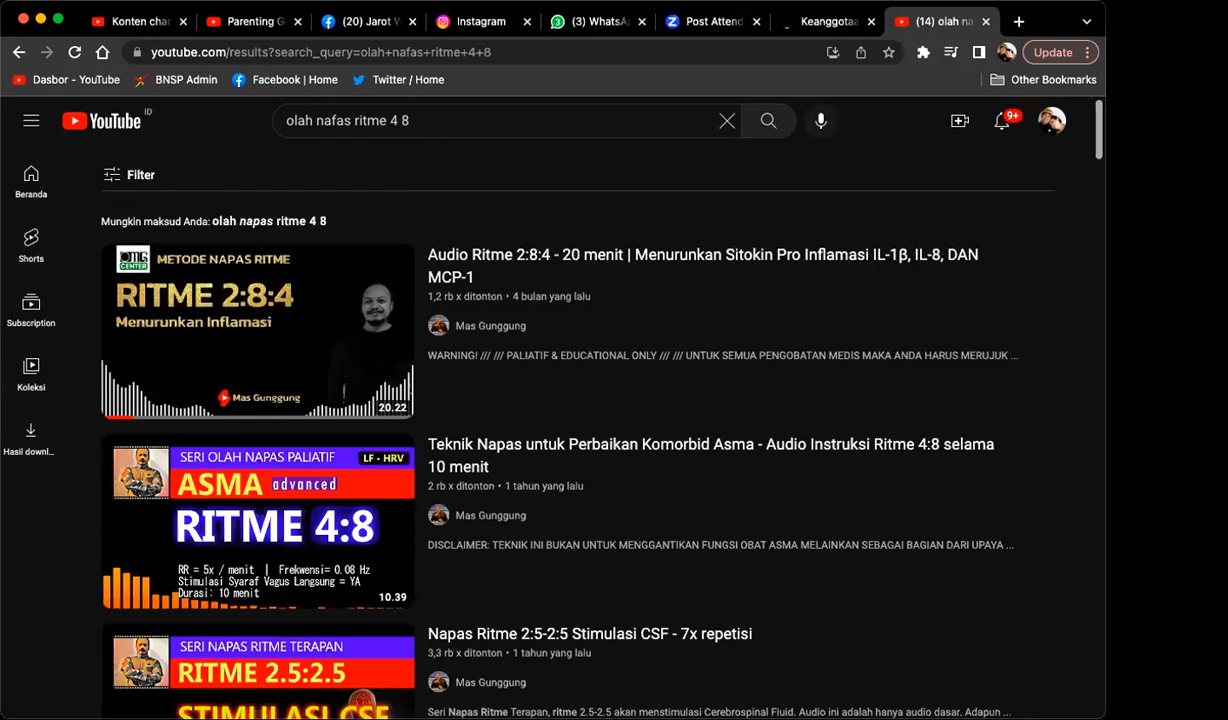 Konten char
Parenting G
(20) Jarot W
Instagram
(3) WhatsA
Post Attend
Keanggotaa
(14) olah na
youtube.com/results?search_query=olah+nafas+ritme+4+8
Update
Dasbor - YouTube
BNSP Admin
Facebook | Home
Twitter / Home
Other Bookmarks
YouTube ID
olah nafas ritme 4 8
9+
Filter
Beranda
Shorts
Subscription
Koleksi
Hasil downl...
Mungkin maksud Anda: olah napas ritme 4 8
OMG CENTER
METODE NAPAS RITME
RITME 2:8:4
Menurunkan Inflamasi
Mas Gunggung
20.22
Audio Ritme 2:8:4 - 20 menit | Menurunkan Sitokin Pro Inflamasi IL-1β, IL-8, DAN
MCP-1
1,2 rb x ditonton • 4 bulan yang lalu
Mas Gunggung
WARNING! /// /// PALIATIF & EDUCATIONAL ONLY /// /// UNTUK SEMUA PENGOBATAN MEDIS MAKA ANDA HARUS MERUJUK ...
SERI OLAH NAPAS PALIATIF
LF - HRV
ASMA advanced
RITME 4:8
RR = 5x / menit | Frekwensi= 0.08 Hz
Stimulasi Syaraf Vagus Langsung = YA
Durasi: 10 menit
10.39
Teknik Napas untuk Perbaikan Komorbid Asma - Audio Instruksi Ritme 4:8 selama
10 menit
2 rb x ditonton • 1 tahun yang lalu
Mas Gunggung
DISCLAIMER: TEKNIK INI BUKAN UNTUK MENGGANTIKAN FUNGSI OBAT ASMA MELAINKAN SEBAGAI BAGIAN DARI UPAYA ...
SERI NAPAS RITME TERAPAN
RITME 2.5:2.5
STIMULASI CSF
Napas Ritme 2:5-2:5 Stimulasi CSF - 7x repetisi
3,3 rb x ditonton • 1 tahun yang lalu
Mas Gunggung
Seri Napas Ritme Terapan, ritme 2.5-2.5 akan menstimulasi Cerebrospinal Fluid. Audio ini adalah hanya audio dasar. Adapun ...